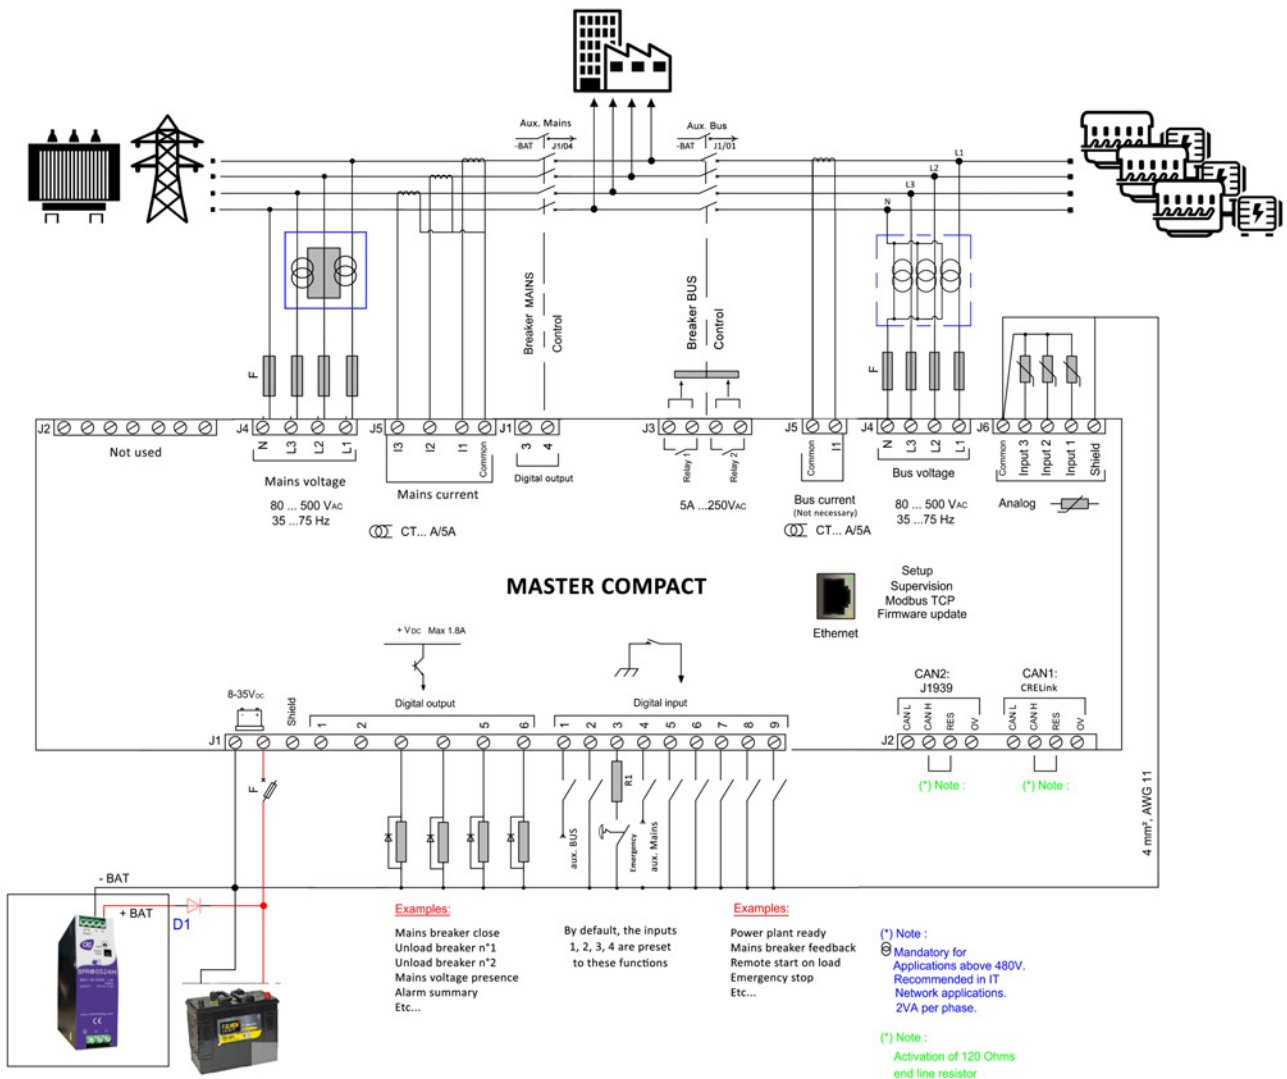 Aux. Mains
-BAT
J1/04
Aux. Bus
-BAT
J1/01
L1
L2
L3
N
Breaker MAINS
Control
Breaker BUS
Control
F
F
J2
Not used
J4
N
L3
L2
L1
Mains voltage
80 ... 500 VAC
35 ...75 Hz
J5
I3
I2
I1
Common
Mains current
CT... A/5A
J1
3
4
Digital output
J3
Relay 1
Relay 2
5A ...250VAC
J5
Common
I1
Bus current
(Not necessary)
CT... A/5A
J4
N
L3
L2
L1
Bus voltage
80 ... 500 VAC
35 ...75 Hz
J6
Common
Input 3
Input 2
Input 1
Shield
Analog
MASTER COMPACT
Ethernet
Setup
Supervision
Modbus TCP
Firmware update
+ VDC Max 1.8A
Digital output
Digital input
8-35VDC
Shield
J1
1
2
5
6
1
2
3
4
5
6
7
8
9
CAN2:
J1939
CAN L
CAN H
RES
OV
CAN1:
CRELink
CAN L
CAN H
RES
OV
J2
(*) Note :
(*) Note :
4 mm², AWG 11
F
R1
aux. BUS
Emergency
aux. Mains
- BAT
+ BAT
D1
Examples:
Mains breaker close
Unload breaker n°1
Unload breaker n°2
Mains voltage presence
Alarm summary
Etc...
By default, the inputs
1, 2, 3, 4 are preset
to these functions
Examples:
Power plant ready
Mains breaker feedback
Remote start on load
Emergency stop
Etc...
(*) Note :
Mandatory for
Applications above 480V.
Recommended in IT
Network applications.
2VA per phase.
(*) Note :
Activation of 120 Ohms
end line resistor